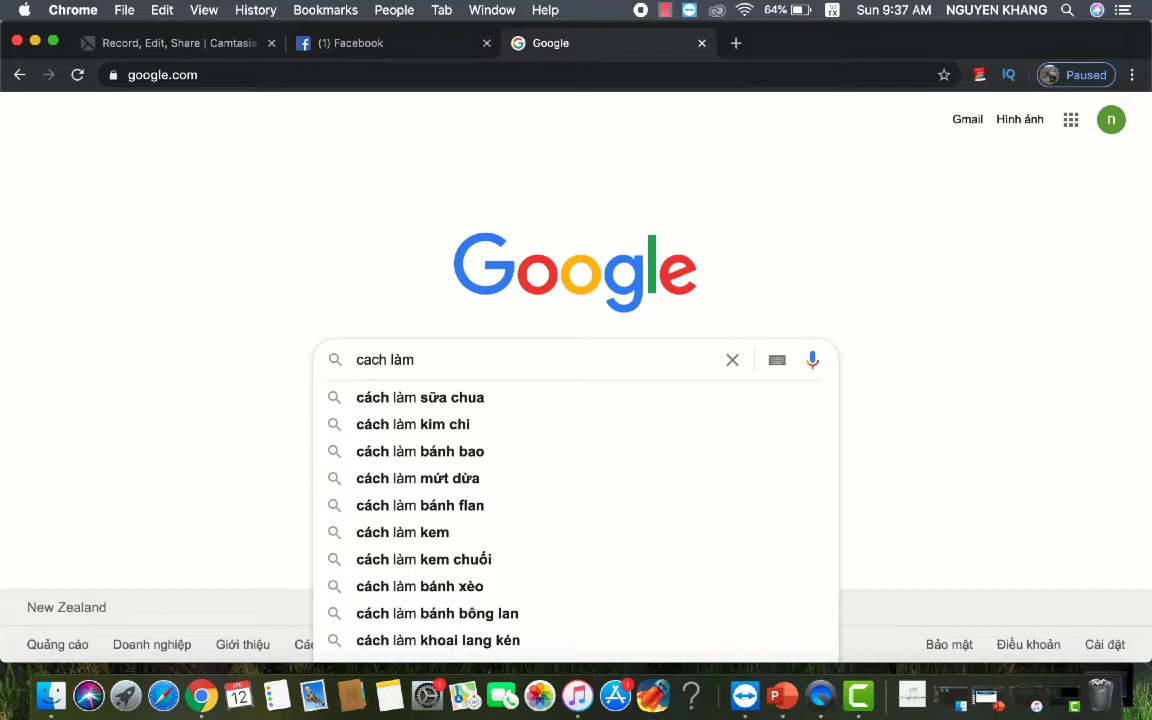 Chrome File Edit View History Bookmarks People Tab Window Help 64% VI TX Sun 9:37 AM NGUYEN KHANG
Record, Edit, Share | Camtasia (1) Facebook Google
google.com IQ Paused
Gmail Hình ảnh n
Google
cach làm
cách làm sữa chua
cách làm kim chi
cách làm bánh bao
cách làm mứt dừa
cách làm bánh flan
cách làm kem
cách làm kem chuối
cách làm bánh xèo
cách làm bánh bông lan
cách làm khoai lang kén
New Zealand
Quảng cáo Doanh nghiệp Giới thiệu Bảo mật Điều khoản Cài đặt
12